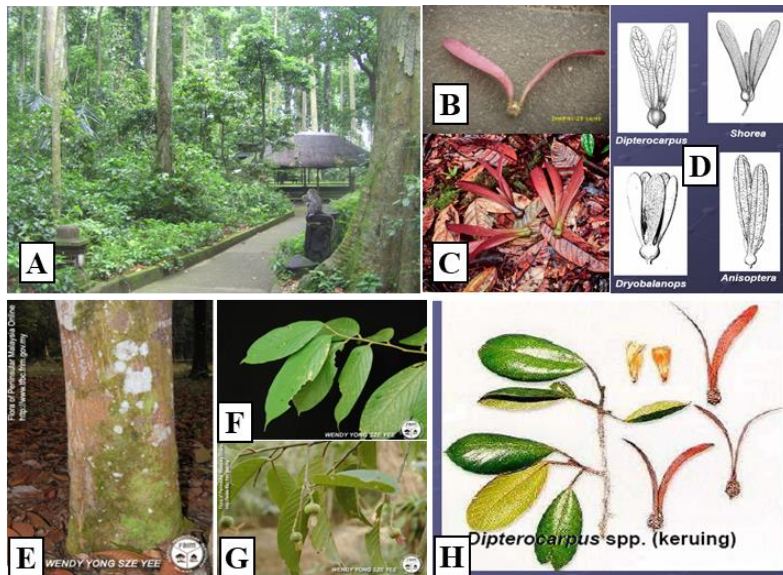 A
B
C
Dipterocarpus
Shorea
D
Dryobalanops
Anisoptera
Flora of Peninsular Malaysia Online
E
WENDY YONG SZE YEE
F
WENDY YONG SZE YEE
G
WENDY YONG SZE YEE
H
Dipterocarpus spp. (keruing)